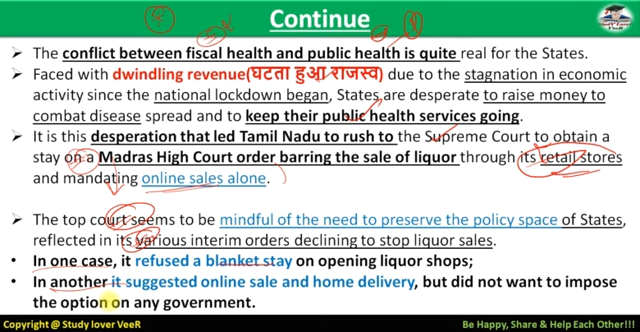 Continue
The conflict between fiscal health and public health is quite real for the States.
Faced with dwindling revenue(घटता हुआ राजस्व) due to the stagnation in economic
activity since the national lockdown began, States are desperate to raise money to
combat disease spread and to keep their public health services going.
It is this desperation that led Tamil Nadu to rush to the Supreme Court to obtain a
stay on a Madras High Court order barring the sale of liquor through its retail stores
and mandating online sales alone.
The top court seems to be mindful of the need to preserve the policy space of States,
reflected in its various interim orders declining to stop liquor sales.
In one case, it refused a blanket stay on opening liquor shops;
In another it suggested online sale and home delivery, but did not want to impose
the option on any government.
Copyright @ Study lover VeeR
Be Happy, Share & Help Each Other!!!